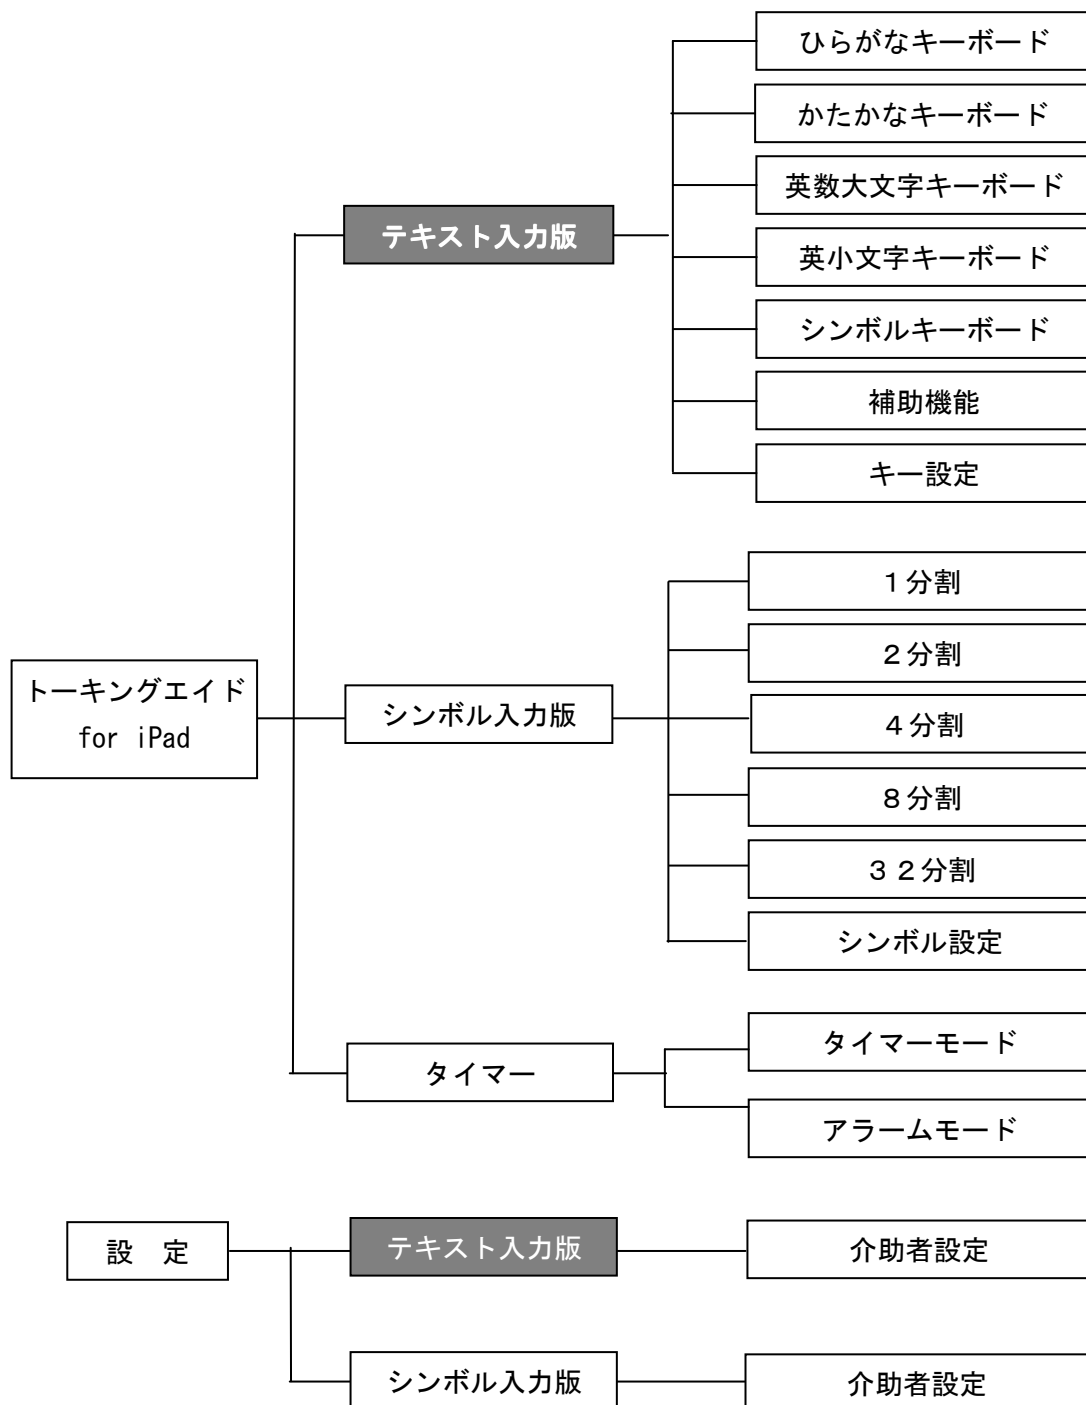 ひらがなキーボード
かたかなキーボード
英数大文字キーボード
テキスト入力版
英小文字キーボード
シンボルキーボード
補助機能
キー設定
１分割
２分割
トーキングエイド
for iPad
シンボル入力版
４分割
８分割
３２分割
シンボル設定
タイマーモード
タイマー
アラームモード
設　定
テキスト入力版
介助者設定
シンボル入力版
介助者設定